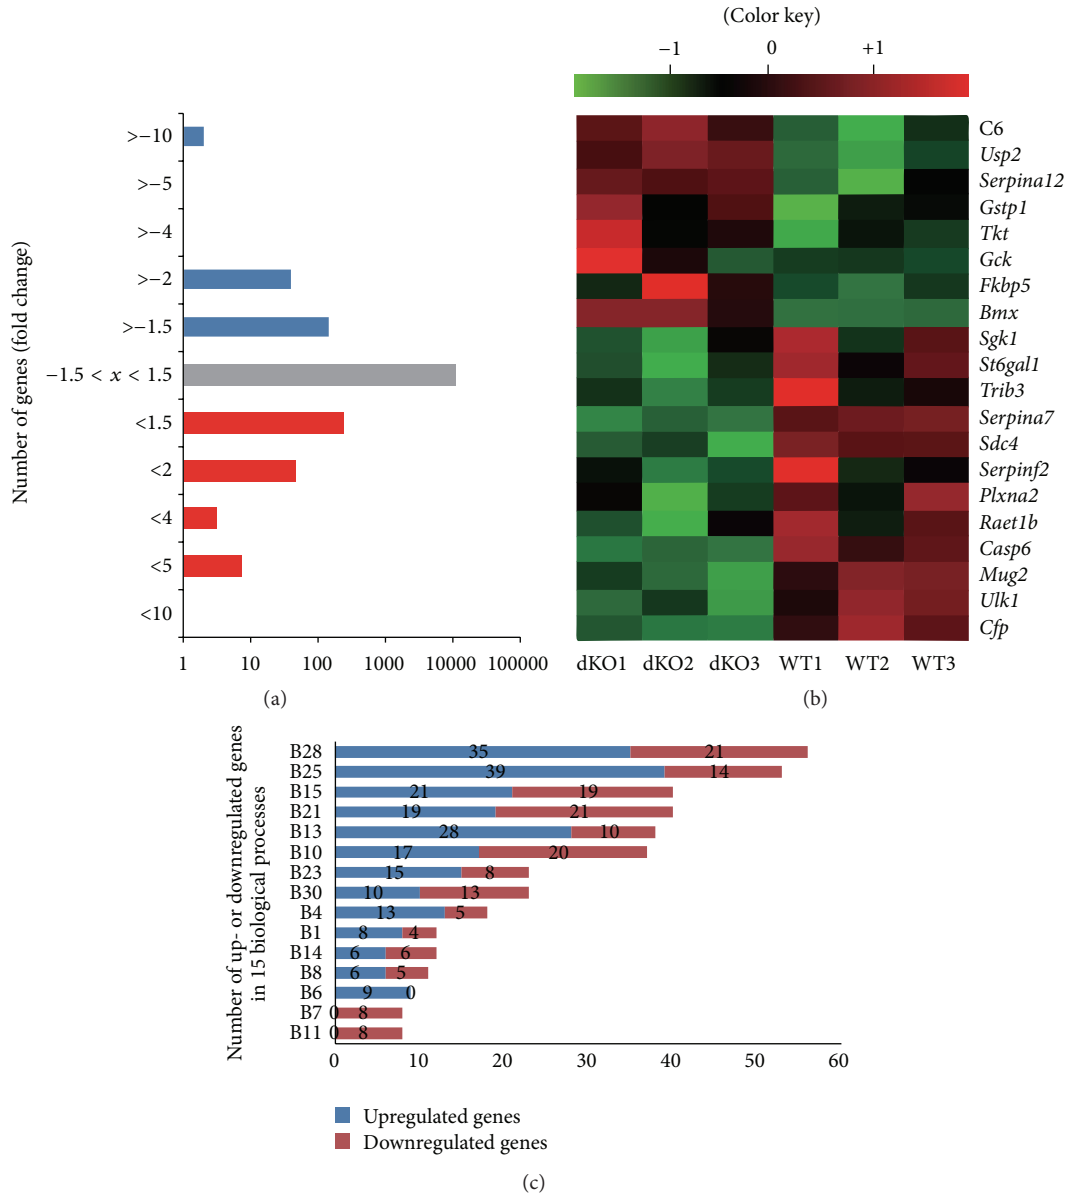 (Color key)
−1 0 +1
Number of genes (fold change)
>−10
>−5
>−4
>−2
>−1.5
−1.5 < x < 1.5
<1.5
<2
<4
<5
<10
1 10 100 1000 10000 100000
(a)
C6
Usp2
Serpina12
Gstp1
Tkt
Gck
Fkbp5
Bmx
Sgk1
St6gal1
Trib3
Serpina7
Sdc4
Serpinf2
Plxna2
Raet1b
Casp6
Mug2
Ulk1
Cfp
dKO1 dKO2 dKO3 WT1 WT2 WT3
(b)
Number of up- or downregulated genes
in 15 biological processes
B28 35 21
B25 39 14
B15 21 19
B21 19 21
B13 28 10
B10 17 20
B23 15 8
B30 10 13
B4 13 5
B1 8 4
B14 6 6
B8 6 5
B6 9 0
B7 0 8
B11 0 8
0 10 20 30 40 50 60
Upregulated genes
Downregulated genes
(c)